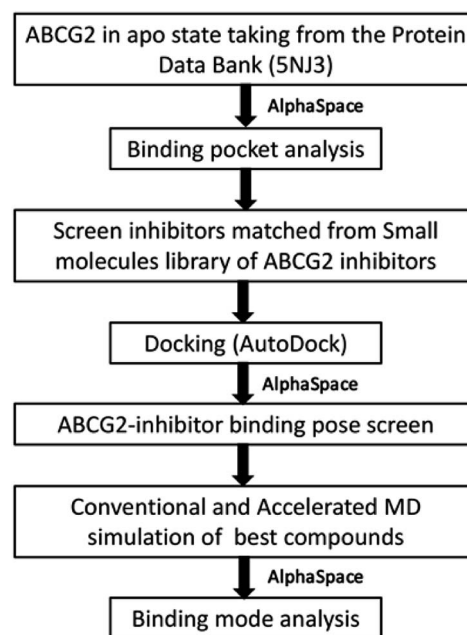 ABCG2 in apo state taking from the Protein
Data Bank (5NJ3)
AlphaSpace
Binding pocket analysis
Screen inhibitors matched from Small
molecules library of ABCG2 inhibitors
Docking (AutoDock)
AlphaSpace
ABCG2-inhibitor binding pose screen
Conventional and Accelerated MD
simulation of best compounds
AlphaSpace
Binding mode analysis